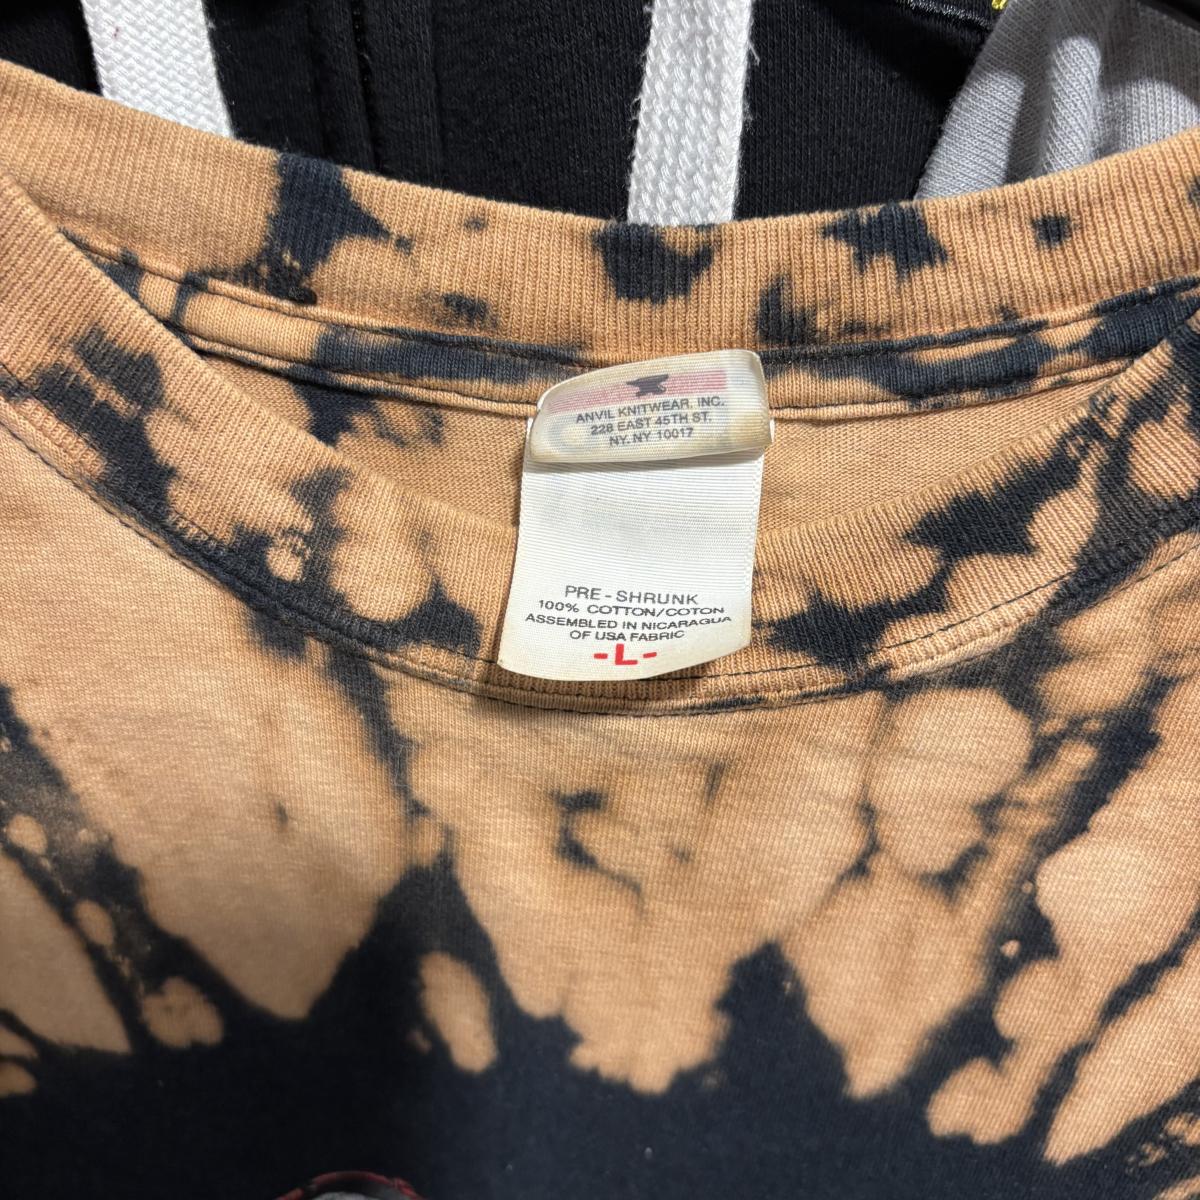 ANVIL KNITWEAR, INC.
228 EAST 45TH ST.
NY. NY 10017
PRE-SHRUNK
100% COTTON/COTON
ASSEMBLED IN NICARAGUA
OF USA FABRIC
-L-